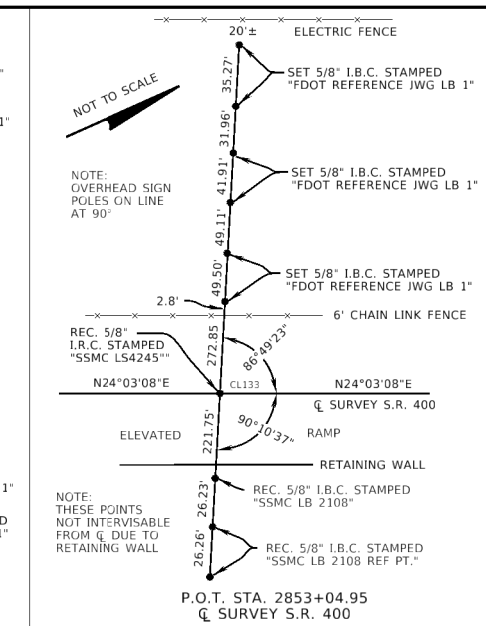 20'±
ELECTRIC FENCE
35.27'
SET 5/8" I.B.C. STAMPED
"FDOT REFERENCE JWG LB 1"
NOT TO SCALE
31.96'
1"
NOTE:
OVERHEAD SIGN
POLES ON LINE
AT 90°
41.91'
SET 5/8" I.B.C. STAMPED
"FDOT REFERENCE JWG LB 1"
49.11'
49.50'
SET 5/8" I.B.C. STAMPED
"FDOT REFERENCE JWG LB 1"
2.8'
6' CHAIN LINK FENCE
REC. 5/8"
I.R.C. STAMPED
"SSMC LS4245""
272.85
86°49'23"
N24°03'08"E
CL133
N24°03'08"E
℄ SURVEY S.R. 400
221.75'
90°10'37"
ELEVATED
RAMP
RETAINING WALL
1"
NOTE:
THESE POINTS
NOT INTERVISABLE
FROM ℄ DUE TO
RETAINING WALL
26.23'
REC. 5/8" I.B.C. STAMPED
"SSMC LB 2108"
D
1"
26.26'
REC. 5/8" I.B.C. STAMPED
"SSMC LB 2108 REF PT."
P.O.T. STA. 2853+04.95
℄ SURVEY S.R. 400